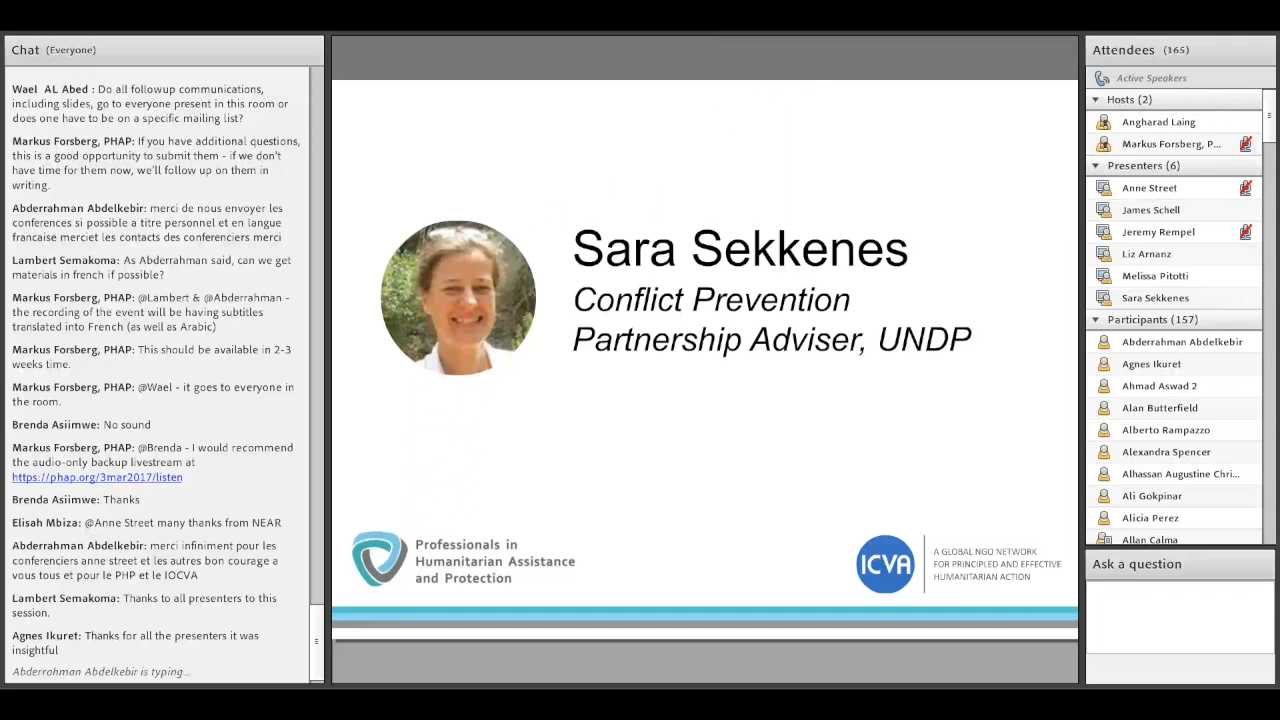 Chat (Everyone)
Wael AL Abed : Do all followup communications,
including slides, go to everyone present in this room or
does one have to be on a specific mailing list?
Markus Forsberg, PHAP: If you have additional questions,
this is a good opportunity to submit them - if we don't
have time for them now, we'll follow up on them in
writing.
Abderrahman Abdelkebir: merci de nous envoyer les
conferences si possible a titre personnel et en langue
francaise merciet les contacts des conferenciers merci
Lambert Semakoma: As Abderrahman said, can we get
materials in french if possible?
Markus Forsberg, PHAP: @Lambert & @Abderrahman -
the recording of the event will be having subtitles
translated into French (as well as Arabic)
Markus Forsberg, PHAP: This should be available in 2-3
weeks time.
Markus Forsberg, PHAP: @Wael - it goes to everyone in
the room.
Brenda Asiimwe: No sound
Markus Forsberg, PHAP: @Brenda - I would recommend
the audio-only backup livestream at
https://phap.org/3mar2017/listen
Brenda Asiimwe: Thanks
Elisah Mbiza: @Anne Street many thanks from NEAR
Abderrahman Abdelkebir: merci infiniment pour les
conferenciers anne street et les autres bon courage a
vous tous et pour le PHP et le IOCVA
Lambert Semakoma: Thanks to all presenters to this
session.
Agnes Ikuret: Thanks for all the presenters it was
insightful
Abderrahman Abdelkebir is typing...
Sara Sekkenes
Conflict Prevention
Partnership Adviser, UNDP
Professionals in
Humanitarian Assistance
and Protection
ICVA
A GLOBAL NGO NETWORK
FOR PRINCIPLED AND EFFECTIVE
HUMANITARIAN ACTION
Attendees (165)
Active Speakers
Hosts (2)
Angharad Laing
Markus Forsberg, P...
Presenters (6)
Anne Street
James Schell
Jeremy Rempel
Liz Arnanz
Melissa Pitotti
Sara Sekkenes
Participants (157)
Abderrahman Abdelkebir
Agnes Ikuret
Ahmad Aswad 2
Alan Butterfield
Alberto Rampazzo
Alexandra Spencer
Alhassan Augustine Chri...
Ali Gokpinar
Alicia Perez
Allan Calma
Ask a question